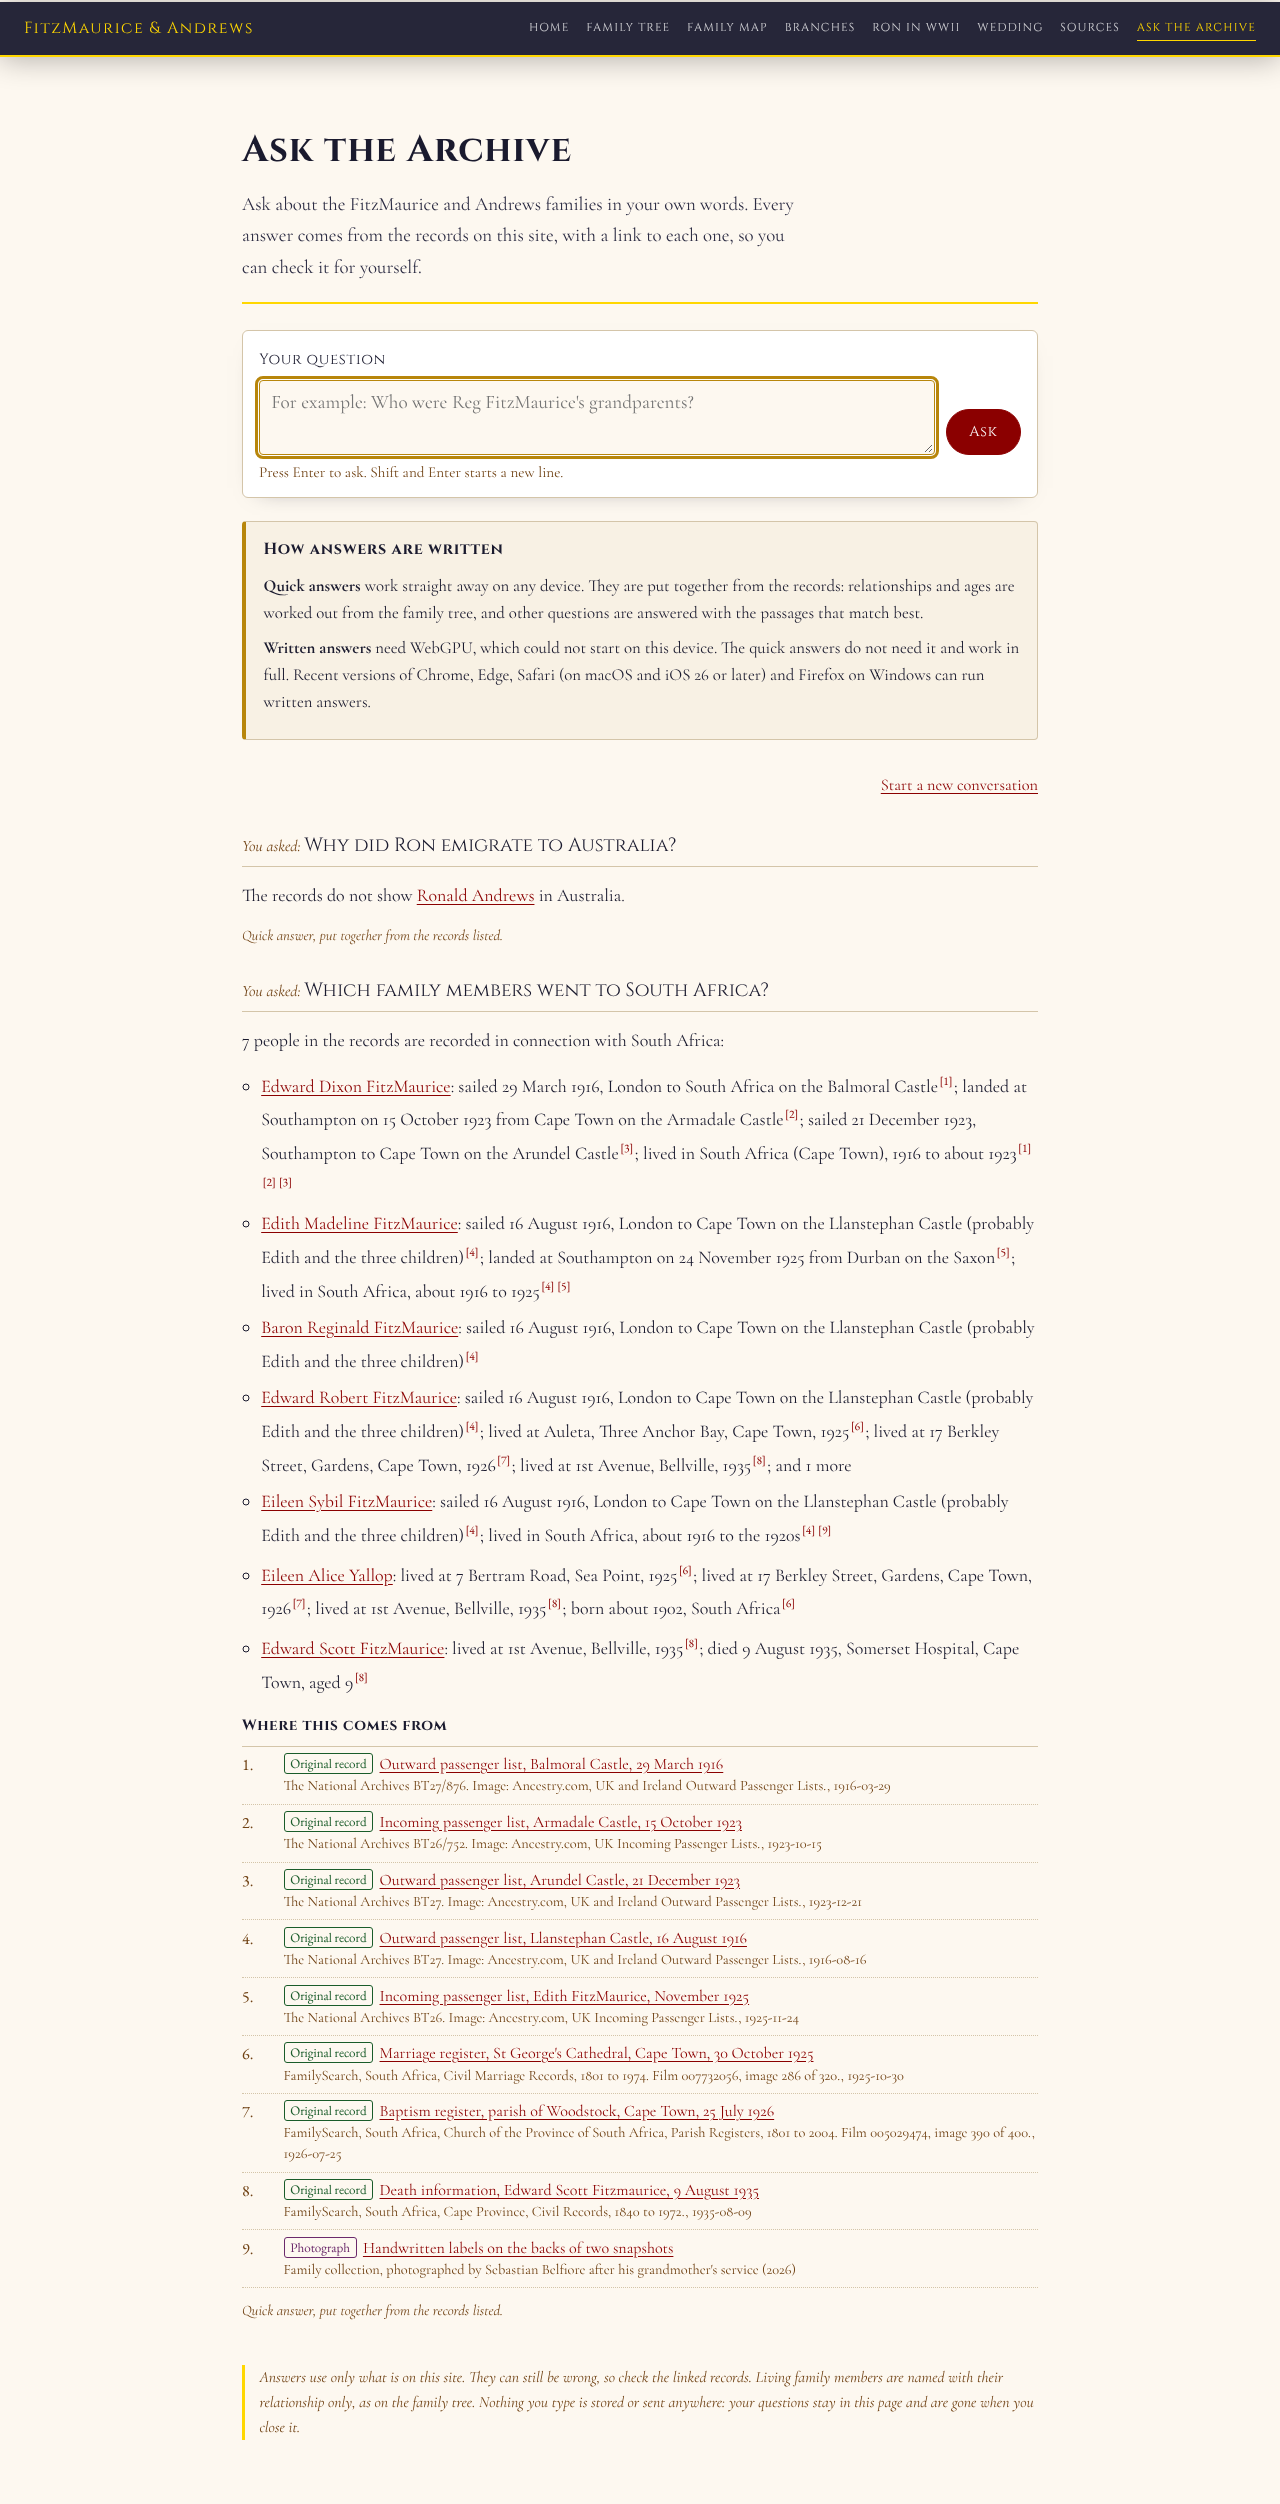 FitzMaurice & Andrews
Home Family Tree Family Map Branches Ron in WWII Wedding Sources Ask the Archive
Ask the Archive
Ask about the FitzMaurice and Andrews families in your own words. Every
answer comes from the records on this site, with a link to each one, so you
can check it for yourself.
Your question
For example: Who were Reg FitzMaurice's grandparents?
Ask
Press Enter to ask. Shift and Enter starts a new line.
How answers are written
Quick answers work straight away on any device. They are put together from the records: relationships and ages are
worked out from the family tree, and other questions are answered with the passages that match best.
Written answers need WebGPU, which could not start on this device. The quick answers do not need it and work in
full. Recent versions of Chrome, Edge, Safari (on macOS and iOS 26 or later) and Firefox on Windows can run
written answers.
Start a new conversation
You asked: Why did Ron emigrate to Australia?
The records do not show Ronald Andrews in Australia.
Quick answer, put together from the records listed.
You asked: Which family members went to South Africa?
7 people in the records are recorded in connection with South Africa:
Edward Dixon FitzMaurice: sailed 29 March 1916, London to South Africa on the Balmoral Castle[1]; landed at
Southampton on 15 October 1923 from Cape Town on the Armadale Castle[2]; sailed 21 December 1923,
Southampton to Cape Town on the Arundel Castle[3]; lived in South Africa (Cape Town), 1916 to about 1923[1]
[2] [3]
Edith Madeline FitzMaurice: sailed 16 August 1916, London to Cape Town on the Llanstephan Castle (probably
Edith and the three children)[4]; landed at Southampton on 24 November 1925 from Durban on the Saxon[5];
lived in South Africa, about 1916 to 1925[4] [5]
Baron Reginald FitzMaurice: sailed 16 August 1916, London to Cape Town on the Llanstephan Castle (probably
Edith and the three children)[4]
Edward Robert FitzMaurice: sailed 16 August 1916, London to Cape Town on the Llanstephan Castle (probably
Edith and the three children)[4]; lived at Auleta, Three Anchor Bay, Cape Town, 1925[6]; lived at 17 Berkley
Street, Gardens, Cape Town, 1926[7]; lived at 1st Avenue, Bellville, 1935[8]; and 1 more
Eileen Sybil FitzMaurice: sailed 16 August 1916, London to Cape Town on the Llanstephan Castle (probably
Edith and the three children)[4]; lived in South Africa, about 1916 to the 1920s[4] [9]
Eileen Alice Yallop: lived at 7 Bertram Road, Sea Point, 1925[6]; lived at 17 Berkley Street, Gardens, Cape Town,
1926[7]; lived at 1st Avenue, Bellville, 1935[8]; born about 1902, South Africa[6]
Edward Scott FitzMaurice: lived at 1st Avenue, Bellville, 1935[8]; died 9 August 1935, Somerset Hospital, Cape
Town, aged 9[8]
Where this comes from
1. Original record Outward passenger list, Balmoral Castle, 29 March 1916
The National Archives BT27/876. Image: Ancestry.com, UK and Ireland Outward Passenger Lists., 1916-03-29
2. Original record Incoming passenger list, Armadale Castle, 15 October 1923
The National Archives BT26/752. Image: Ancestry.com, UK Incoming Passenger Lists., 1923-10-15
3. Original record Outward passenger list, Arundel Castle, 21 December 1923
The National Archives BT27. Image: Ancestry.com, UK and Ireland Outward Passenger Lists., 1923-12-21
4. Original record Outward passenger list, Llanstephan Castle, 16 August 1916
The National Archives BT27. Image: Ancestry.com, UK and Ireland Outward Passenger Lists., 1916-08-16
5. Original record Incoming passenger list, Edith FitzMaurice, November 1925
The National Archives BT26. Image: Ancestry.com, UK Incoming Passenger Lists., 1925-11-24
6. Original record Marriage register, St George's Cathedral, Cape Town, 30 October 1925
FamilySearch, South Africa, Civil Marriage Records, 1801 to 1974. Film 007732056, image 286 of 320., 1925-10-30
7. Original record Baptism register, parish of Woodstock, Cape Town, 25 July 1926
FamilySearch, South Africa, Church of the Province of South Africa, Parish Registers, 1801 to 2004. Film 005029474, image 390 of 400.,
1926-07-25
8. Original record Death information, Edward Scott Fitzmaurice, 9 August 1935
FamilySearch, South Africa, Cape Province, Civil Records, 1840 to 1972., 1935-08-09
9. Photograph Handwritten labels on the backs of two snapshots
Family collection, photographed by Sebastian Belfiore after his grandmother's service (2026)
Quick answer, put together from the records listed.
Answers use only what is on this site. They can still be wrong, so check the linked records. Living family members are named with their
relationship only, as on the family tree. Nothing you type is stored or sent anywhere: your questions stay in this page and are gone when you
close it.